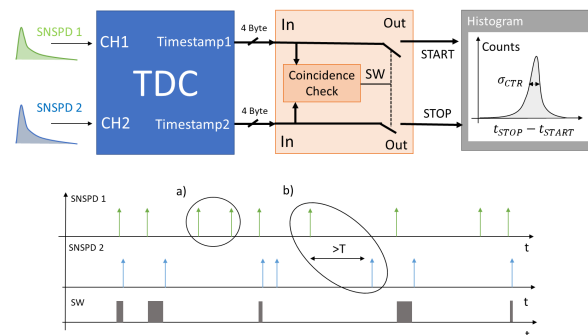 SNSPD 1
CH1
Timestamp1
4 Byte
In
Out
START
Histogram
Counts
TDC
Coincidence
Check
SW
σCTR
SNSPD 2
CH2
Timestamp2
4 Byte
In
Out
STOP
tSTOP − tSTART
SNSPD 1
a)
b)
t
SNSPD 2
>T
t
SW
t